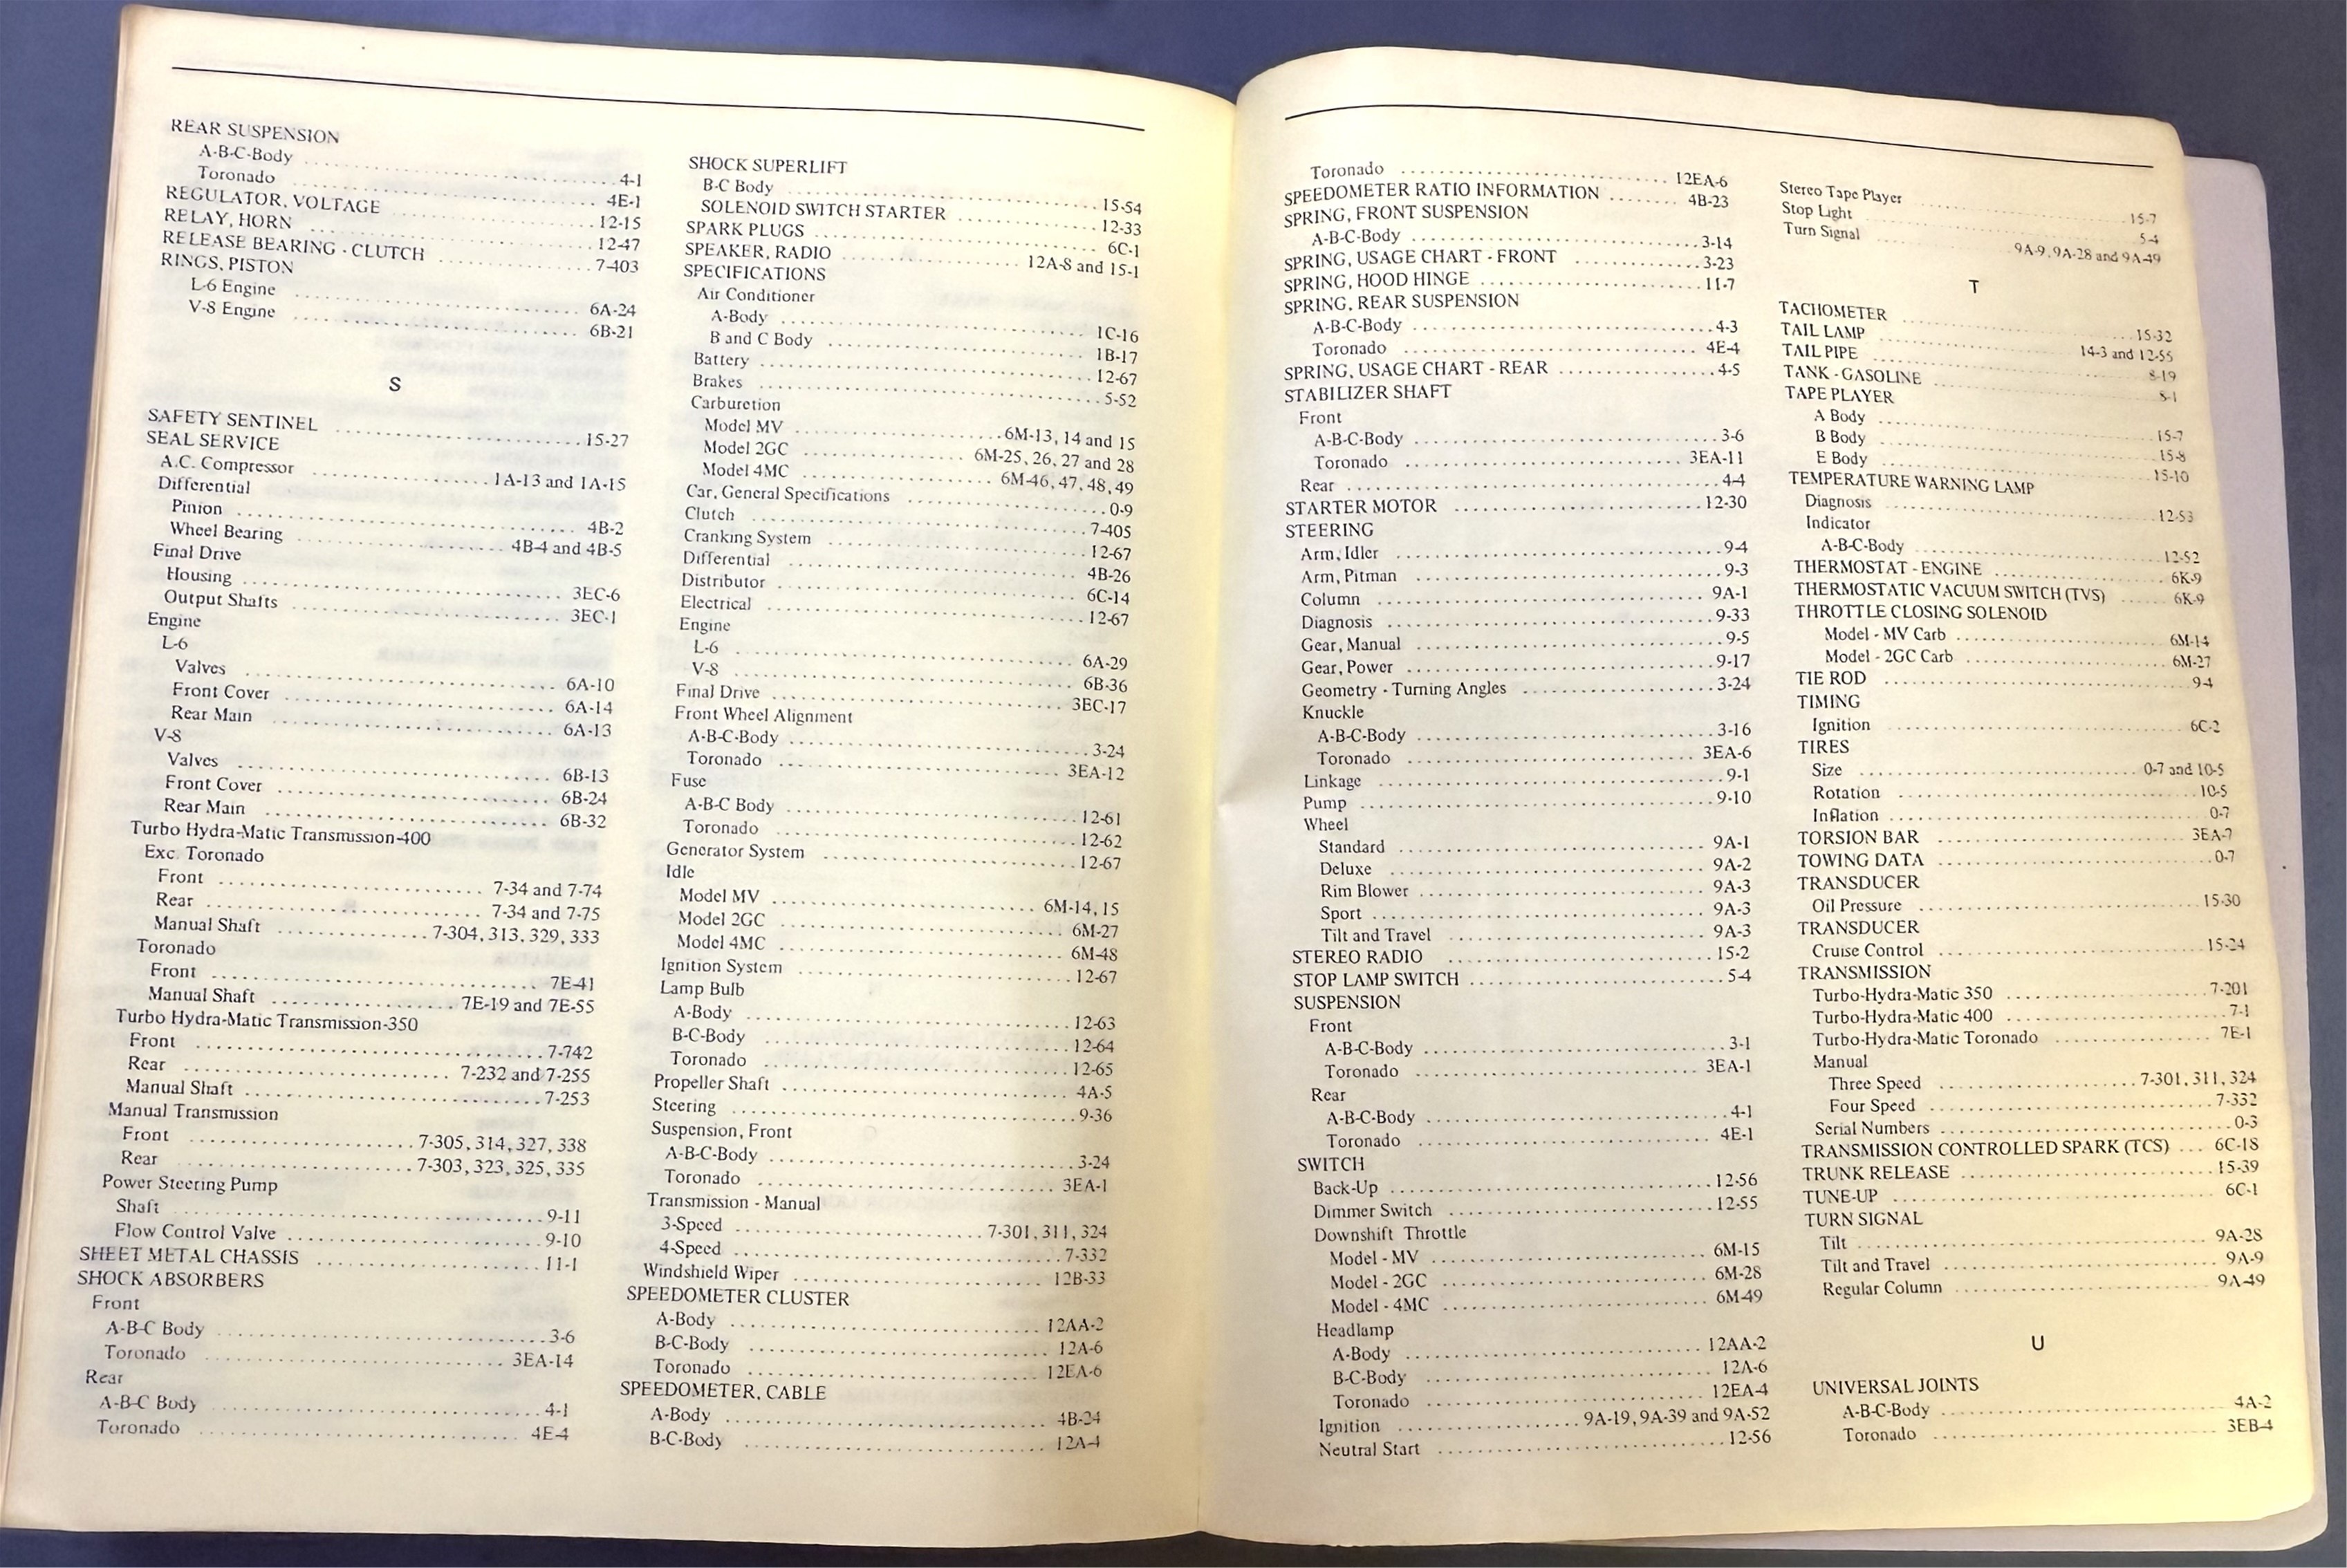 REAR SUSPENSION
A-B-C-Body ........ 4-1
Toronado ........ 4E-1
REGULATOR, VOLTAGE ........ 12-15
RELAY, HORN ........ 12-47
RELEASE BEARING - CLUTCH ........ 7-403
RINGS, PISTON
L-6 Engine ........ 6A-24
V-8 Engine ........ 6B-21
S
SAFETY SENTINEL ........ 15-27
SEAL SERVICE
A.C. Compressor ........ 1A-13 and 1A-15
Differential
Pinion ........ 4B-2
Wheel Bearing ........ 4B-4 and 4B-5
Final Drive
Housing ........ 3EC-6
Output Shafts ........ 3EC-1
Engine
L-6
Valves ........ 6A-10
Front Cover ........ 6A-14
Rear Main ........ 6A-13
V-8
Valves ........ 6B-13
Front Cover ........ 6B-24
Rear Main ........ 6B-32
Turbo Hydra-Matic Transmission-400
Exc. Toronado
Front ........ 7-34 and 7-74
Rear ........ 7-34 and 7-75
Manual Shaft ........ 7-304, 313, 329, 333
Toronado
Front ........ 7E-41
Manual Shaft ........ 7E-19 and 7E-55
Turbo Hydra-Matic Transmission-350
Front ........ 7-742
Rear ........ 7-232 and 7-255
Manual Shaft ........ 7-253
Manual Transmission
Front ........ 7-305, 314, 327, 338
Rear ........ 7-303, 323, 325, 335
Power Steering Pump
Shaft ........ 9-11
Flow Control Valve ........ 9-10
SHEET METAL CHASSIS ........ 11-1
SHOCK ABSORBERS
Front
A-B-C Body ........ 3-6
Toronado ........ 3EA-14
Rear
A-B-C Body ........ 4-1
Toronado ........ 4E-4
SHOCK SUPERLIFT
B-C Body ........ 15-54
SOLENOID SWITCH STARTER ........ 12-33
SPARK PLUGS ........ 6C-1
SPEAKER, RADIO ........ 12A-8 and 15-1
SPECIFICATIONS
Air Conditioner
A-Body ........ 1C-16
B and C Body ........ 1B-17
Battery ........ 12-67
Brakes ........ 5-52
Carburetion
Model MV ........ 6M-13, 14 and 15
Model 2GC ........ 6M-25, 26, 27 and 28
Model 4MC ........ 6M-46, 47, 48, 49
Car, General Specifications ........ 0-9
Clutch ........ 7-405
Cranking System ........ 12-67
Differential ........ 4B-26
Distributor ........ 6C-14
Electrical ........ 12-67
Engine
L-6 ........ 6A-29
V-8 ........ 6B-36
Final Drive ........ 3EC-17
Front Wheel Alignment
A-B-C-Body ........ 3-24
Toronado ........ 3EA-12
Fuse
A-B-C Body ........ 12-61
Toronado ........ 12-62
Generator System ........ 12-67
Idle
Model MV ........ 6M-14, 15
Model 2GC ........ 6M-27
Model 4MC ........ 6M-48
Ignition System ........ 12-67
Lamp Bulb
A-Body ........ 12-63
B-C-Body ........ 12-64
Toronado ........ 12-65
Propeller Shaft ........ 4A-5
Steering ........ 9-36
Suspension, Front
A-B-C-Body ........ 3-24
Toronado ........ 3EA-1
Transmission - Manual
3-Speed ........ 7-301, 311, 324
4-Speed ........ 7-332
Windshield Wiper ........ 12B-33
SPEEDOMETER CLUSTER
A-Body ........ 12AA-2
B-C-Body ........ 12A-6
Toronado ........ 12EA-6
SPEEDOMETER, CABLE
A-Body ........ 4B-24
B-C-Body ........ 12A-4
Toronado ........ 12EA-6
SPEEDOMETER RATIO INFORMATION ........ 4B-23
SPRING, FRONT SUSPENSION
A-B-C-Body ........ 3-14
SPRING, USAGE CHART - FRONT ........ 3-23
SPRING, HOOD HINGE ........ 11-7
SPRING, REAR SUSPENSION
A-B-C-Body ........ 4-3
Toronado ........ 4E-4
SPRING, USAGE CHART - REAR ........ 4-5
STABILIZER SHAFT
Front
A-B-C-Body ........ 3-6
Toronado ........ 3EA-11
Rear ........ 4-4
STARTER MOTOR ........ 12-30
STEERING
Arm, Idler ........ 9-4
Arm, Pitman ........ 9-3
Column ........ 9A-1
Diagnosis ........ 9-33
Gear, Manual ........ 9-5
Gear, Power ........ 9-17
Geometry - Turning Angles ........ 3-24
Knuckle
A-B-C-Body ........ 3-16
Toronado ........ 3EA-6
Linkage ........ 9-1
Pump ........ 9-10
Wheel
Standard ........ 9A-1
Deluxe ........ 9A-2
Rim Blower ........ 9A-3
Sport ........ 9A-3
Tilt and Travel ........ 9A-3
STEREO RADIO ........ 15-2
STOP LAMP SWITCH ........ 5-4
SUSPENSION
Front
A-B-C-Body ........ 3-1
Toronado ........ 3EA-1
Rear
A-B-C-Body ........ 4-1
Toronado ........ 4E-1
SWITCH
Back-Up ........ 12-56
Dimmer Switch ........ 12-55
Downshift Throttle
Model - MV ........ 6M-15
Model - 2GC ........ 6M-28
Model - 4MC ........ 6M-49
Headlamp
A-Body ........ 12AA-2
B-C-Body ........ 12A-6
Toronado ........ 12EA-4
Ignition ........ 9A-19, 9A-39 and 9A-52
Neutral Start ........ 12-56
Stereo Tape Player ........ 15-7
Stop Light ........ 5-4
Turn Signal ........ 9A-9, 9A-28 and 9A-49
T
TACHOMETER ........ 15-32
TAIL LAMP ........ 14-3 and 12-55
TAIL PIPE ........ 8-19
TANK - GASOLINE ........ 8-1
TAPE PLAYER
A Body ........ 15-7
B Body ........ 15-8
E Body ........ 15-10
TEMPERATURE WARNING LAMP
Diagnosis ........ 12-53
Indicator
A-B-C-Body ........ 12-52
THERMOSTAT - ENGINE ........ 6K-9
THERMOSTATIC VACUUM SWITCH (TVS) ........ 6K-9
THROTTLE CLOSING SOLENOID
Model - MV Carb ........ 6M-14
Model - 2GC Carb ........ 6M-27
TIE ROD ........ 9-4
TIMING
Ignition ........ 6C-2
TIRES
Size ........ 0-7 and 10-5
Rotation ........ 10-5
Inflation ........ 0-7
TORSION BAR ........ 3EA-7
TOWING DATA ........ 0-7
TRANSDUCER
Oil Pressure ........ 15-30
TRANSDUCER
Cruise Control ........ 15-24
TRANSMISSION
Turbo-Hydra-Matic 350 ........ 7-201
Turbo-Hydra-Matic 400 ........ 7-1
Turbo-Hydra-Matic Toronado ........ 7E-1
Manual
Three Speed ........ 7-301, 311, 324
Four Speed ........ 7-332
Serial Numbers ........ 0-3
TRANSMISSION CONTROLLED SPARK (TCS) ... 6C-18
TRUNK RELEASE ........ 15-39
TUNE-UP ........ 6C-1
TURN SIGNAL
Tilt ........ 9A-28
Tilt and Travel ........ 9A-9
Regular Column ........ 9A-49
U
UNIVERSAL JOINTS
A-B-C-Body ........ 4A-2
Toronado ........ 3EB-4